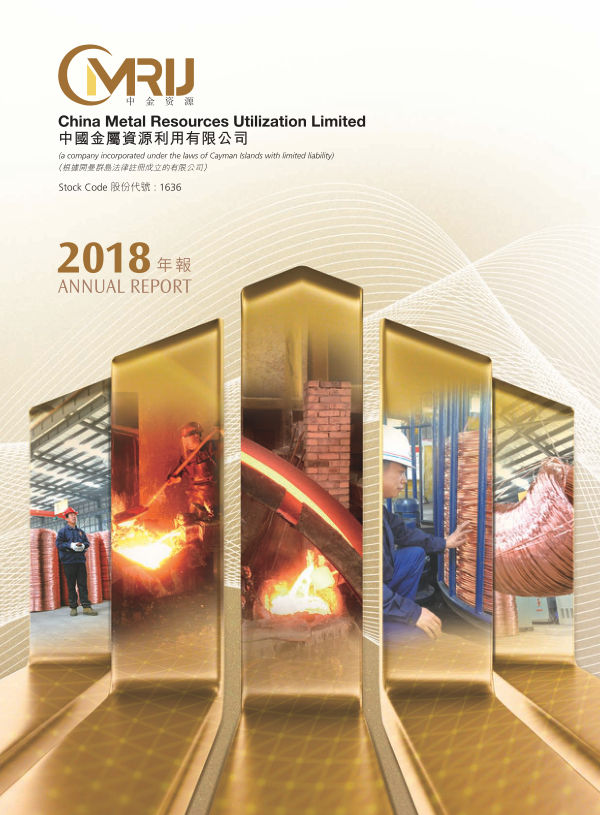 CMRU
中金資源
China Metal Resources Utilization Limited
中國金屬資源利用有限公司
(a company incorporated under the laws of Cayman Islands with limited liability)
(根據開曼群島法律註冊成立的有限公司)
Stock Code 股份代號 : 1636
2018 年報
ANNUAL REPORT